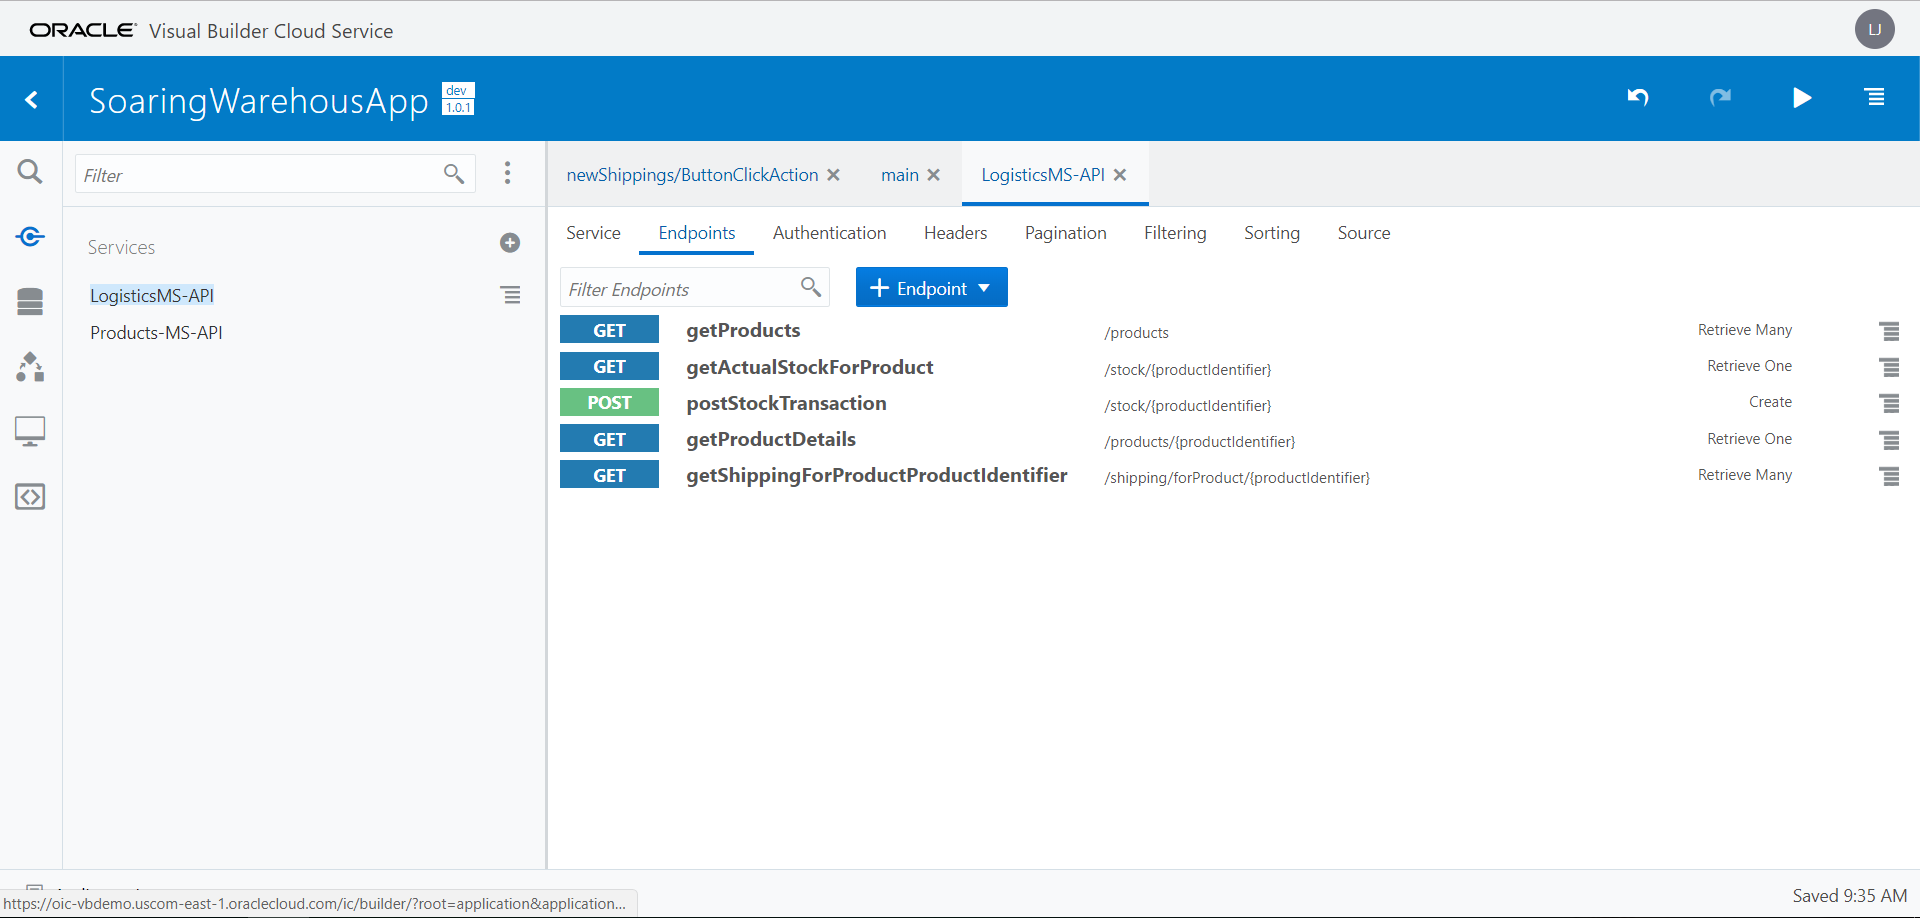 ORACLE Visual Builder Cloud Service
IJ
SoaringWarehousApp
dev
1.0.1
Filter
newShippings/ButtonClickAction
main
LogisticsMS-API
Services
LogisticsMS-API
Products-MS-API
Service Endpoints Authentication Headers Pagination Filtering Sorting Source
Filter Endpoints
Endpoint
GET getProducts /products Retrieve Many
GET getActualStockForProduct /stock/{productIdentifier} Retrieve One
POST postStockTransaction /stock/{productIdentifier} Create
GET getProductDetails /products/{productIdentifier} Retrieve One
GET getShippingForProductProductIdentifier /shipping/forProduct/{productIdentifier} Retrieve Many
https://oic-vbdemo.uscom-east-1.oraclecloud.com/ic/builder/?root=application&application...
Saved 9:35 AM